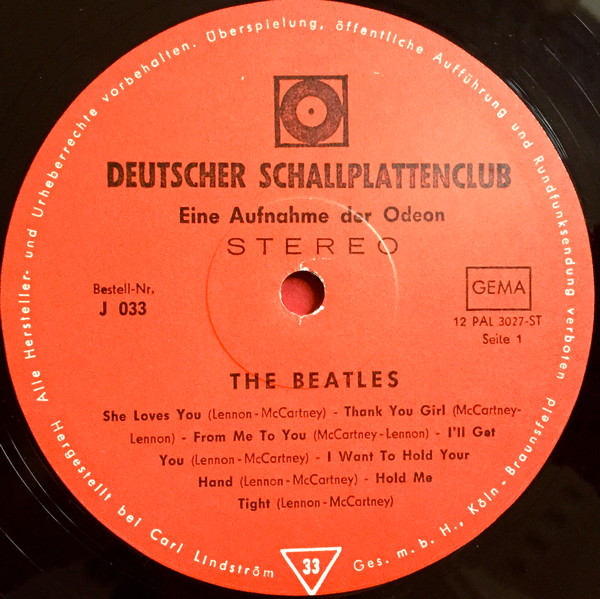 Alle Hersteller- und Urheberrechte vorbehalten. Überspielung, öffentliche Aufführung und Rundfunksendung verboten
DEUTSCHER SCHALLPLATTENCLUB
Eine Aufnahme der Odeon
STEREO
Bestell-Nr.
J 033
GEMA
12 PAL 3027-ST
Seite 1
THE BEATLES
She Loves You (Lennon-McCartney) - Thank You Girl (McCartney-
Lennon) - From Me To You (McCartney-Lennon) - I'll Get
You (Lennon-McCartney) - I Want To Hold Your
Hand (Lennon-McCartney) - Hold Me
Tight (Lennon-McCartney)
Hergestellt bei Carl Lindström Ges. m. b. H., Köln-Braunsfeld
33